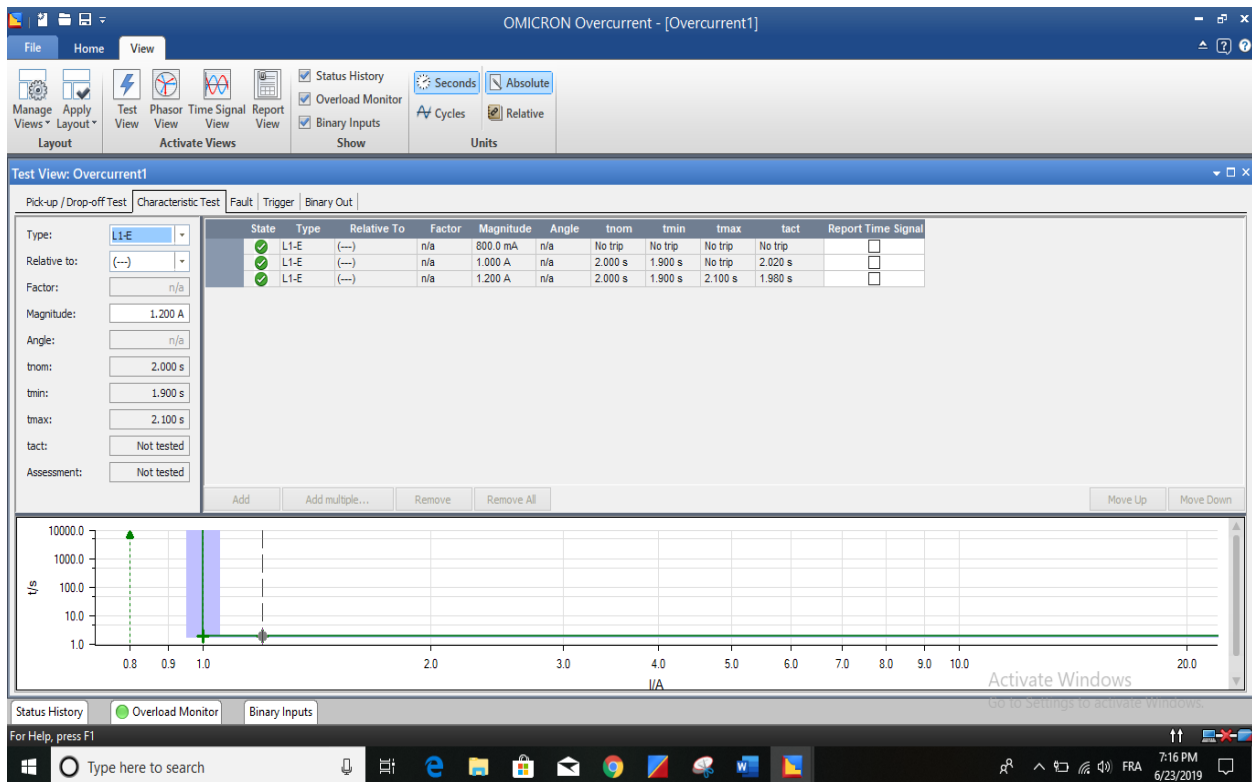 OMICRON Overcurrent - [Overcurrent1]
File Home View
Manage Views Apply Layout Test View Phasor View Time Signal View Report View
Status History
Overload Monitor
Binary Inputs
Seconds Absolute
Cycles Relative
Layout Activate Views Show Units
Test View: Overcurrent1
Pick-up / Drop-off Test Characteristic Test Fault Trigger Binary Out
Type: L1-E
Relative to: (---)
Factor: n/a
Magnitude: 1.200 A
Angle: n/a
tnom: 2.000 s
tmin: 1.900 s
tmax: 2.100 s
tact: Not tested
Assessment: Not tested
State Type Relative To Factor Magnitude Angle tnom tmin tmax tact Report Time Signal
L1-E (---) n/a 800.0 mA n/a No trip No trip No trip No trip
L1-E (---) n/a 1.000 A n/a 2.000 s 1.900 s No trip 2.020 s
L1-E (---) n/a 1.200 A n/a 2.000 s 1.900 s 2.100 s 1.980 s
Add Add multiple... Remove Remove All Move Up Move Down
10000.0
1000.0
100.0
10.0
1.0
t/s
0.8 0.9 1.0 2.0 3.0 4.0 5.0 6.0 7.0 8.0 9.0 10.0 20.0
I/A
Activate Windows
Go to Settings to activate Windows.
Status History Overload Monitor Binary Inputs
For Help, press F1
Type here to search
FRA
7:16 PM
6/23/2019